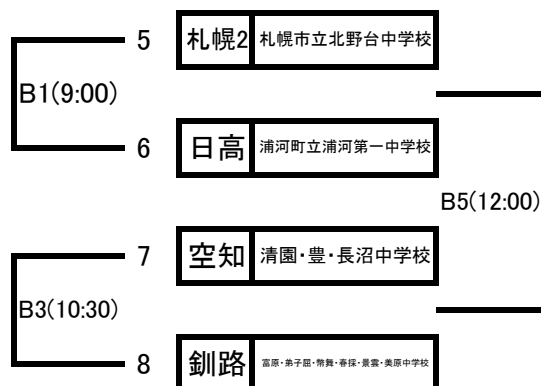 5 札幌2 札幌市立北野台中学校
B1(9:00)
6 日高 浦河町立浦河第一中学校
B5(12:00)
7 空知 清園・豊・長沼中学校
B3(10:30)
8 釧路 富原・弟子屈・幣舞・春採・景雲・美原中学校